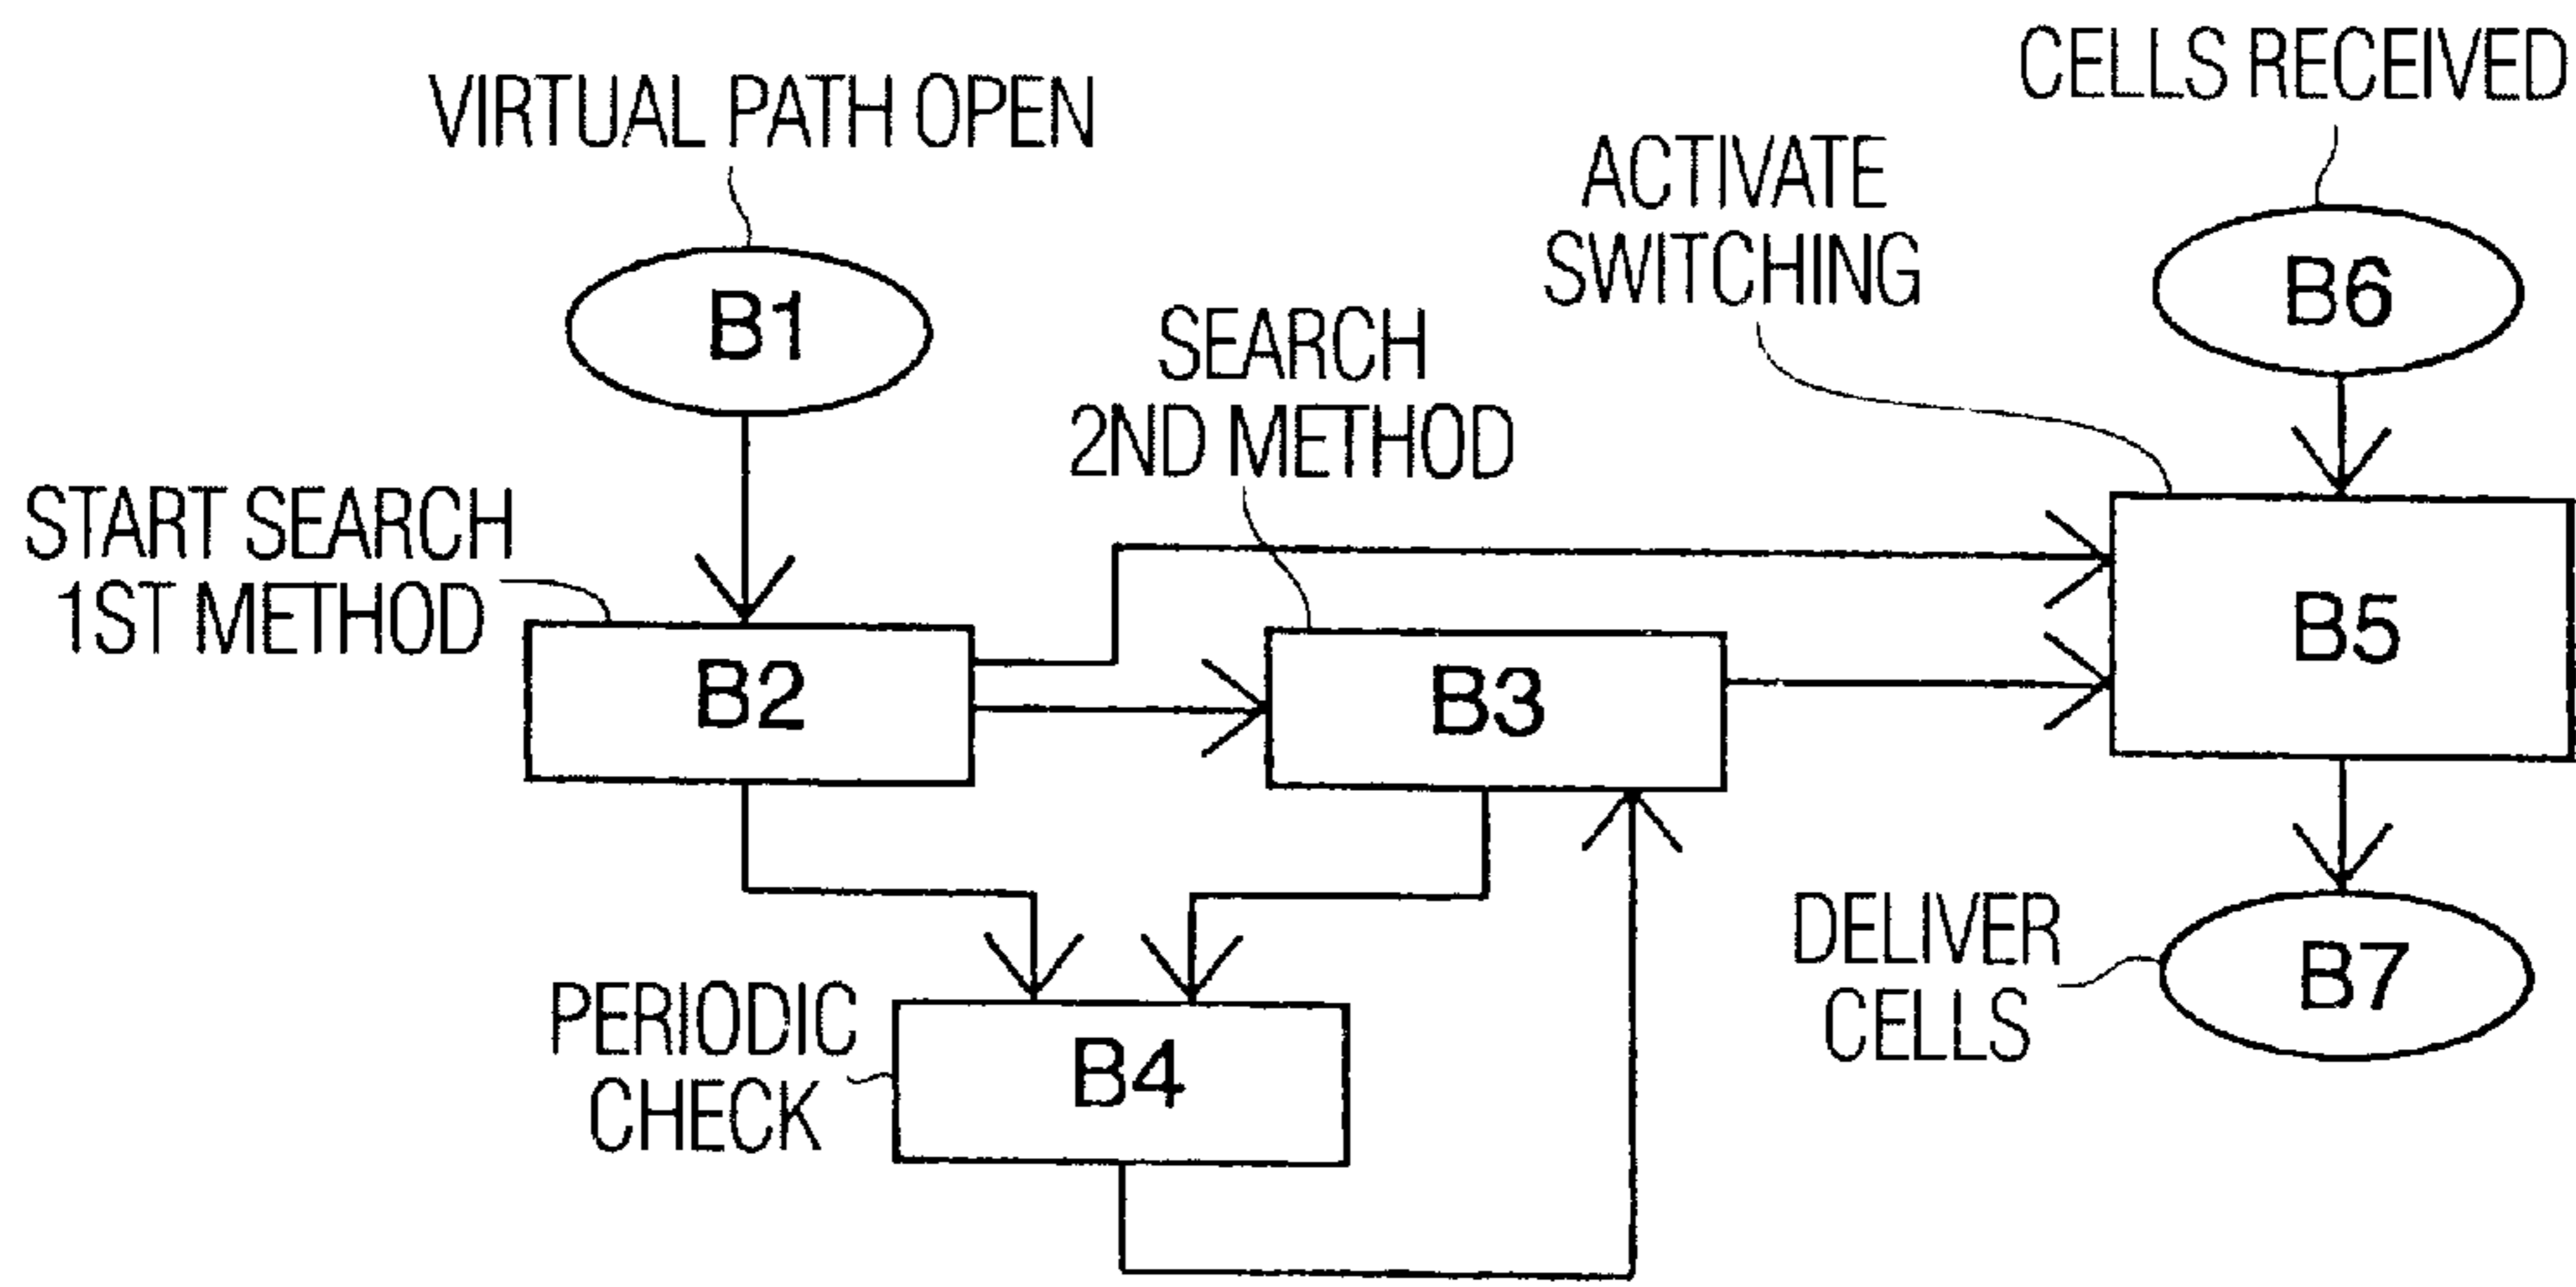 CELLS RECEIVED
VIRTUAL PATH OPEN
ACTIVATE
SWITCHING
B6
B1
SEARCH
2ND METHOD
START SEARCH
1ST METHOD
B5
B2
B3
DELIVER
CELLS
B7
PERIODIC
CHECK
B4